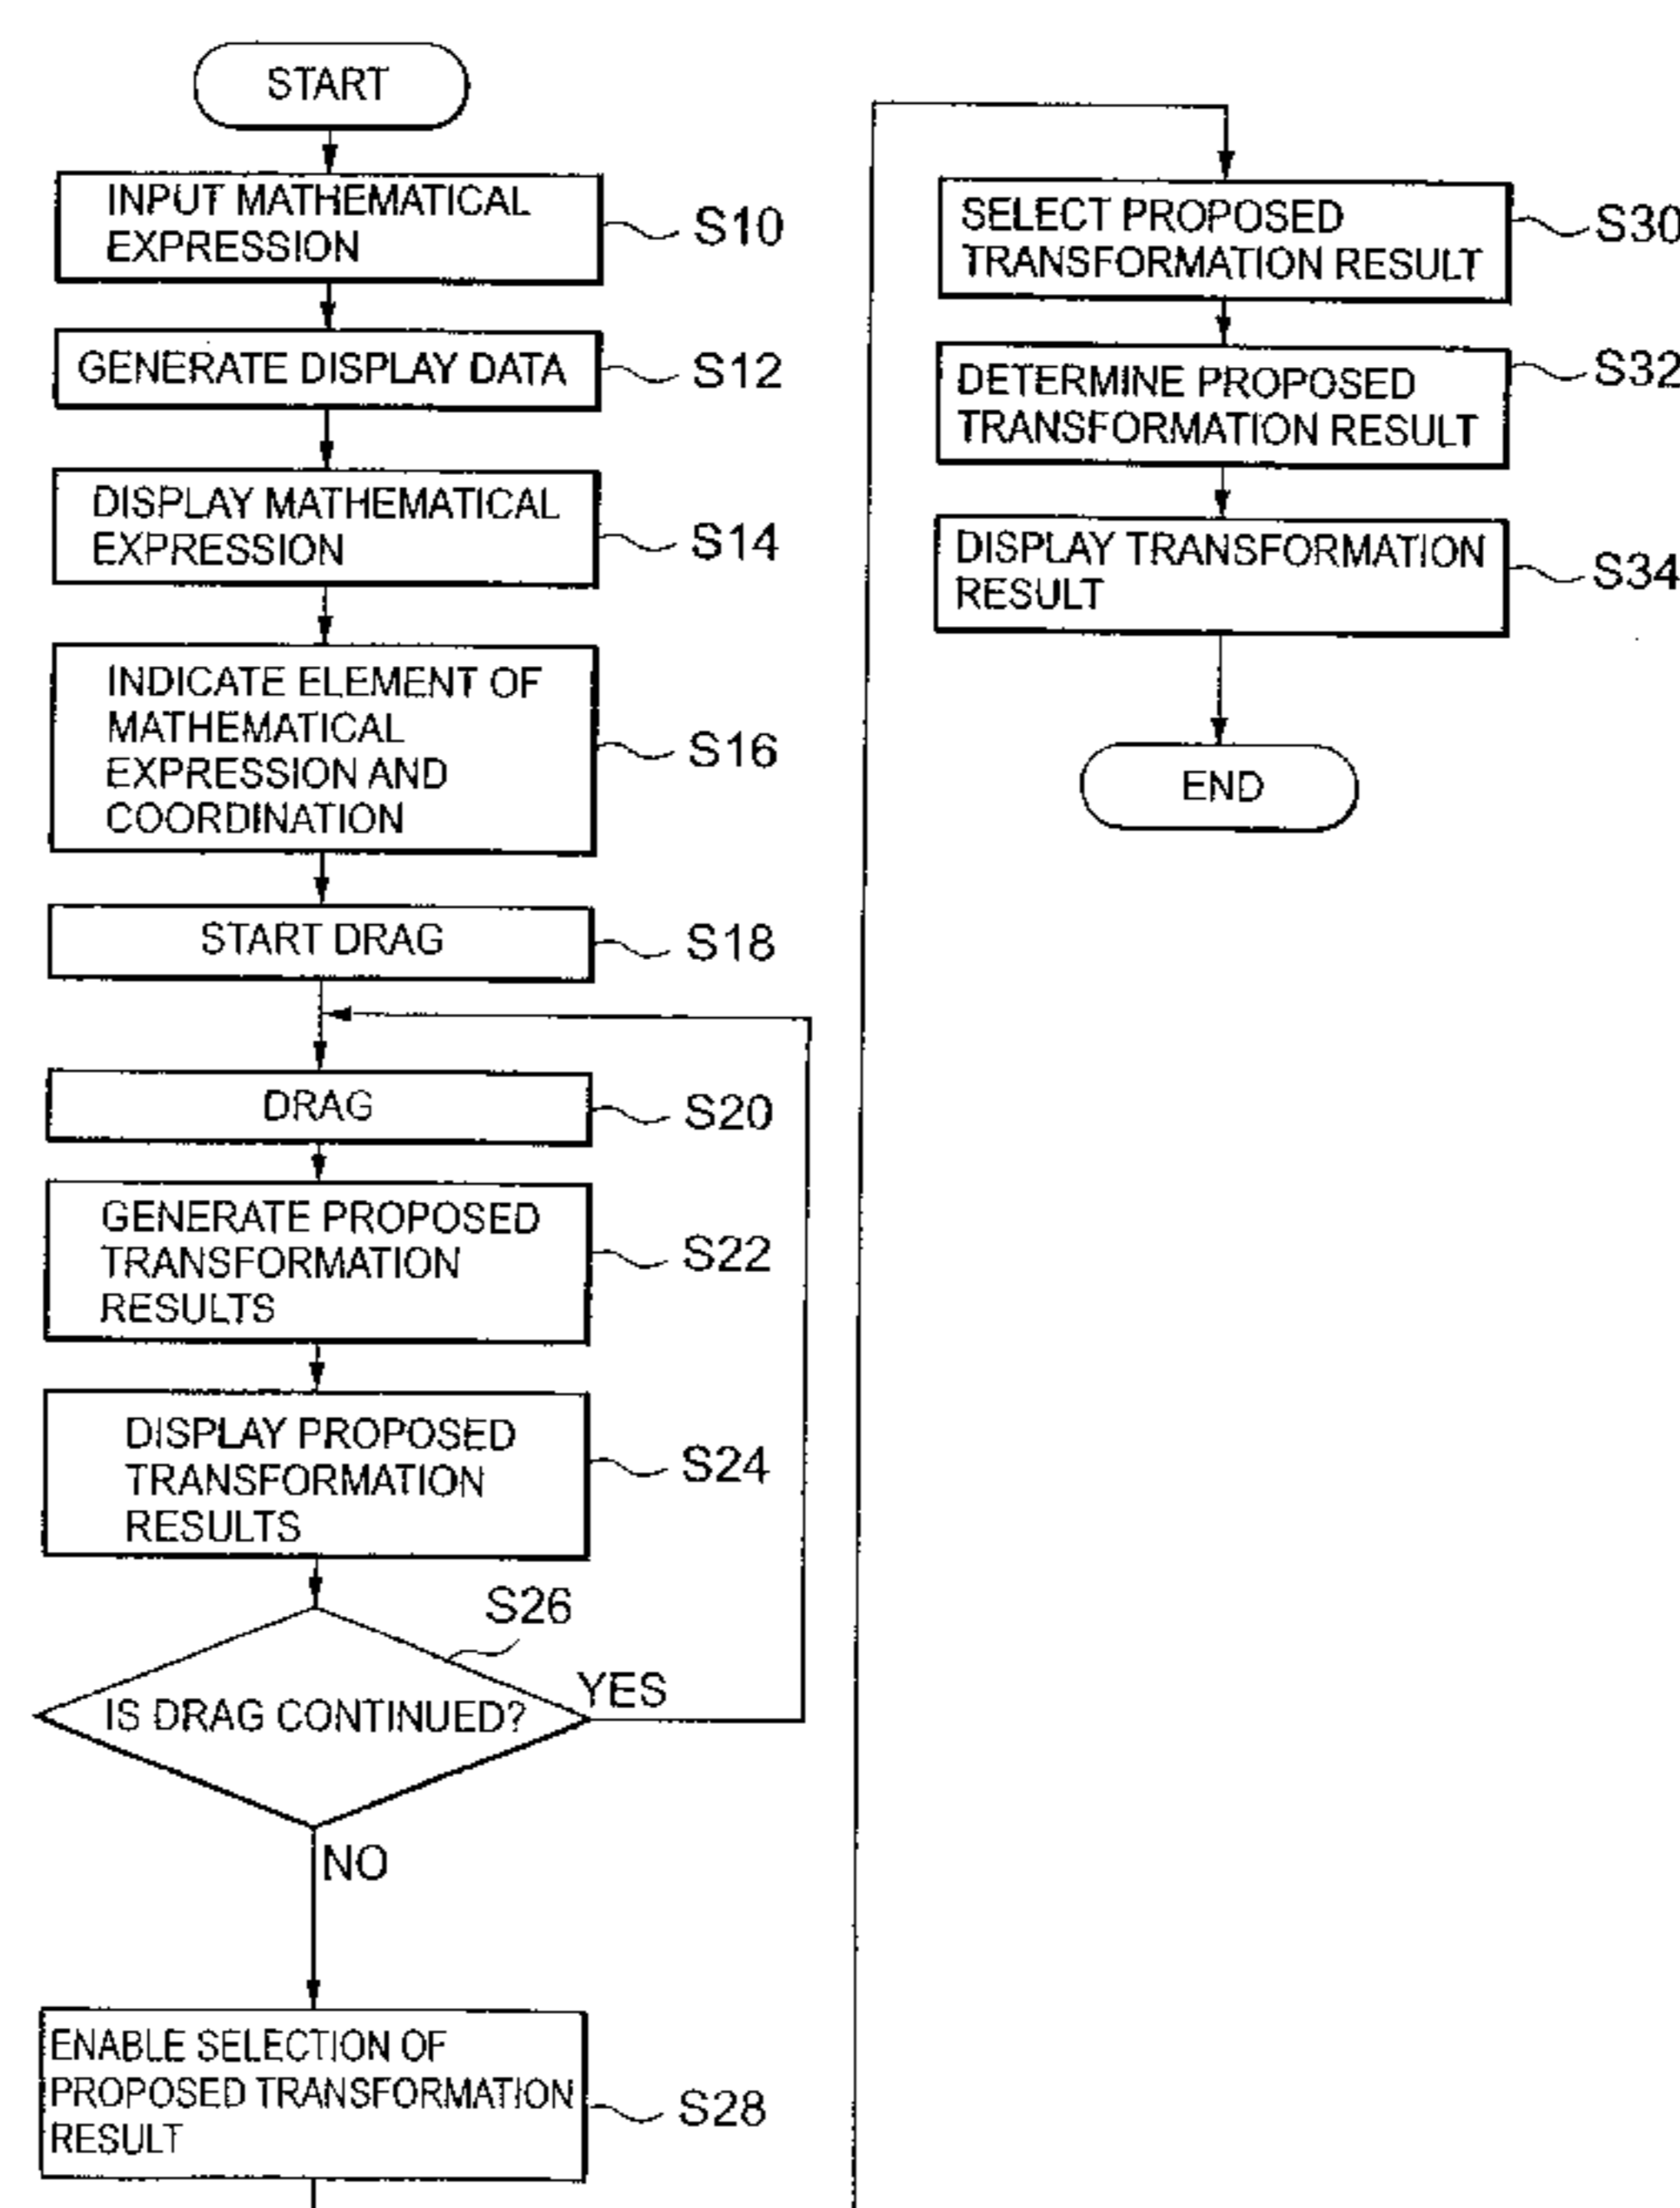 START
INPUT MATHEMATICAL
EXPRESSION
S10
GENERATE DISPLAY DATA
S12
DISPLAY MATHEMATICAL
EXPRESSION
S14
INDICATE ELEMENT OF
MATHEMATICAL
EXPRESSION AND
COORDINATION
S16
START DRAG
S18
DRAG
S20
GENERATE PROPOSED
TRANSFORMATION
RESULTS
S22
DISPLAY PROPOSED
TRANSFORMATION
RESULTS
S24
S26
IS DRAG CONTINUED?
YES
NO
ENABLE SELECTION OF
PROPOSED TRANSFORMATION
RESULT
S28
SELECT PROPOSED
TRANSFORMATION RESULT
S30
DETERMINE PROPOSED
TRANSFORMATION RESULT
S32
DISPLAY TRANSFORMATION
RESULT
S34
END